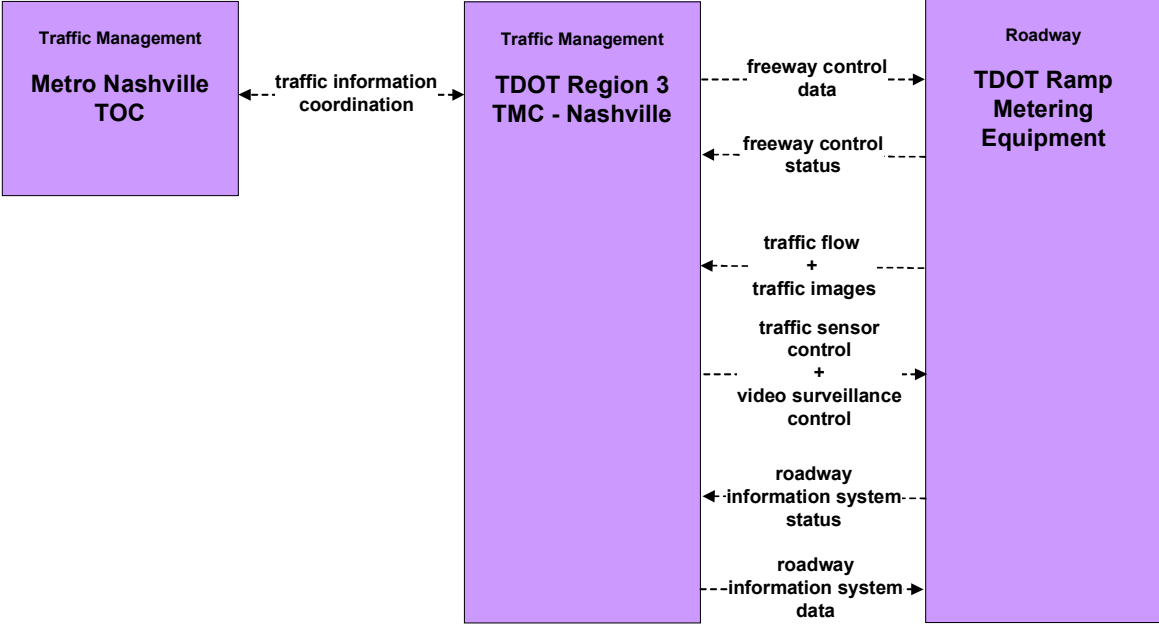 Traffic Management
Metro Nashville
TOC
traffic information
coordination
Traffic Management
TDOT Region 3
TMC - Nashville
freeway control
data
freeway control
status
traffic flow
+
traffic images
traffic sensor
control
+
video surveillance
control
roadway
information system
status
roadway
information system
data
Roadway
TDOT Ramp
Metering
Equipment